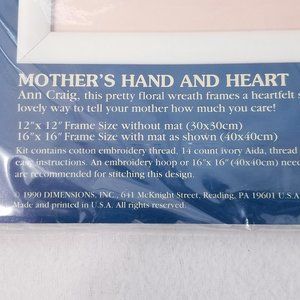 MOTHER'S HAND AND HEART
Ann Craig, this pretty floral wreath frames a heartfelt
lovely way to tell your mother how much you care!
12"x 12" Frame Size without mat (30x30cm)
16"x 16" Frame Size with mat as shown (40x40cm)
Kit contains cotton embroidery thread, 14 count ivory Aida, thread
instructions. An embroidery hoop or 16"x 16" (40x40cm)
are recommended for stitching this design.
© 1990 DIMENSIONS, INC., 641 McKnight Street, Reading, PA 19601 U.S.A.
Made and printed in U.S.A. All rights reserved.